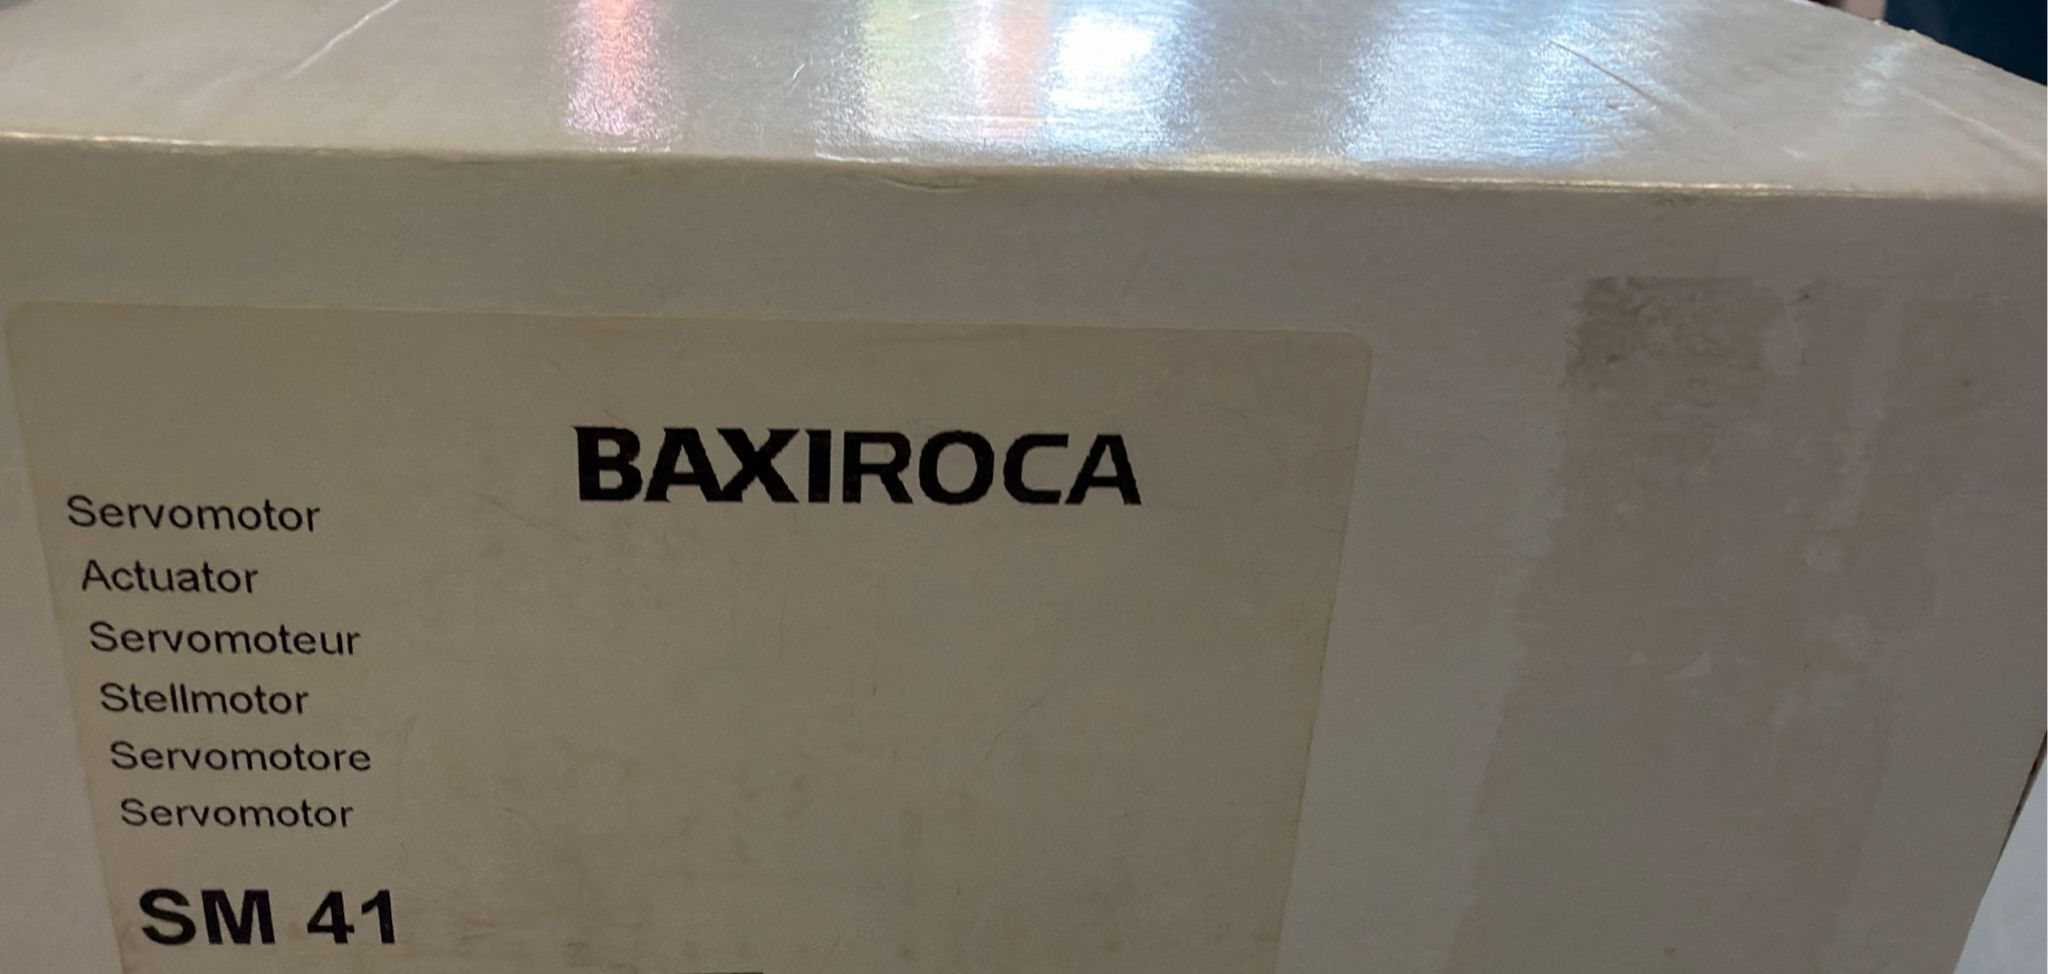 BAXIROCA
Servomotor
Actuator
Servomoteur
Stellmotor
Servomotore
Servomotor
SM 41